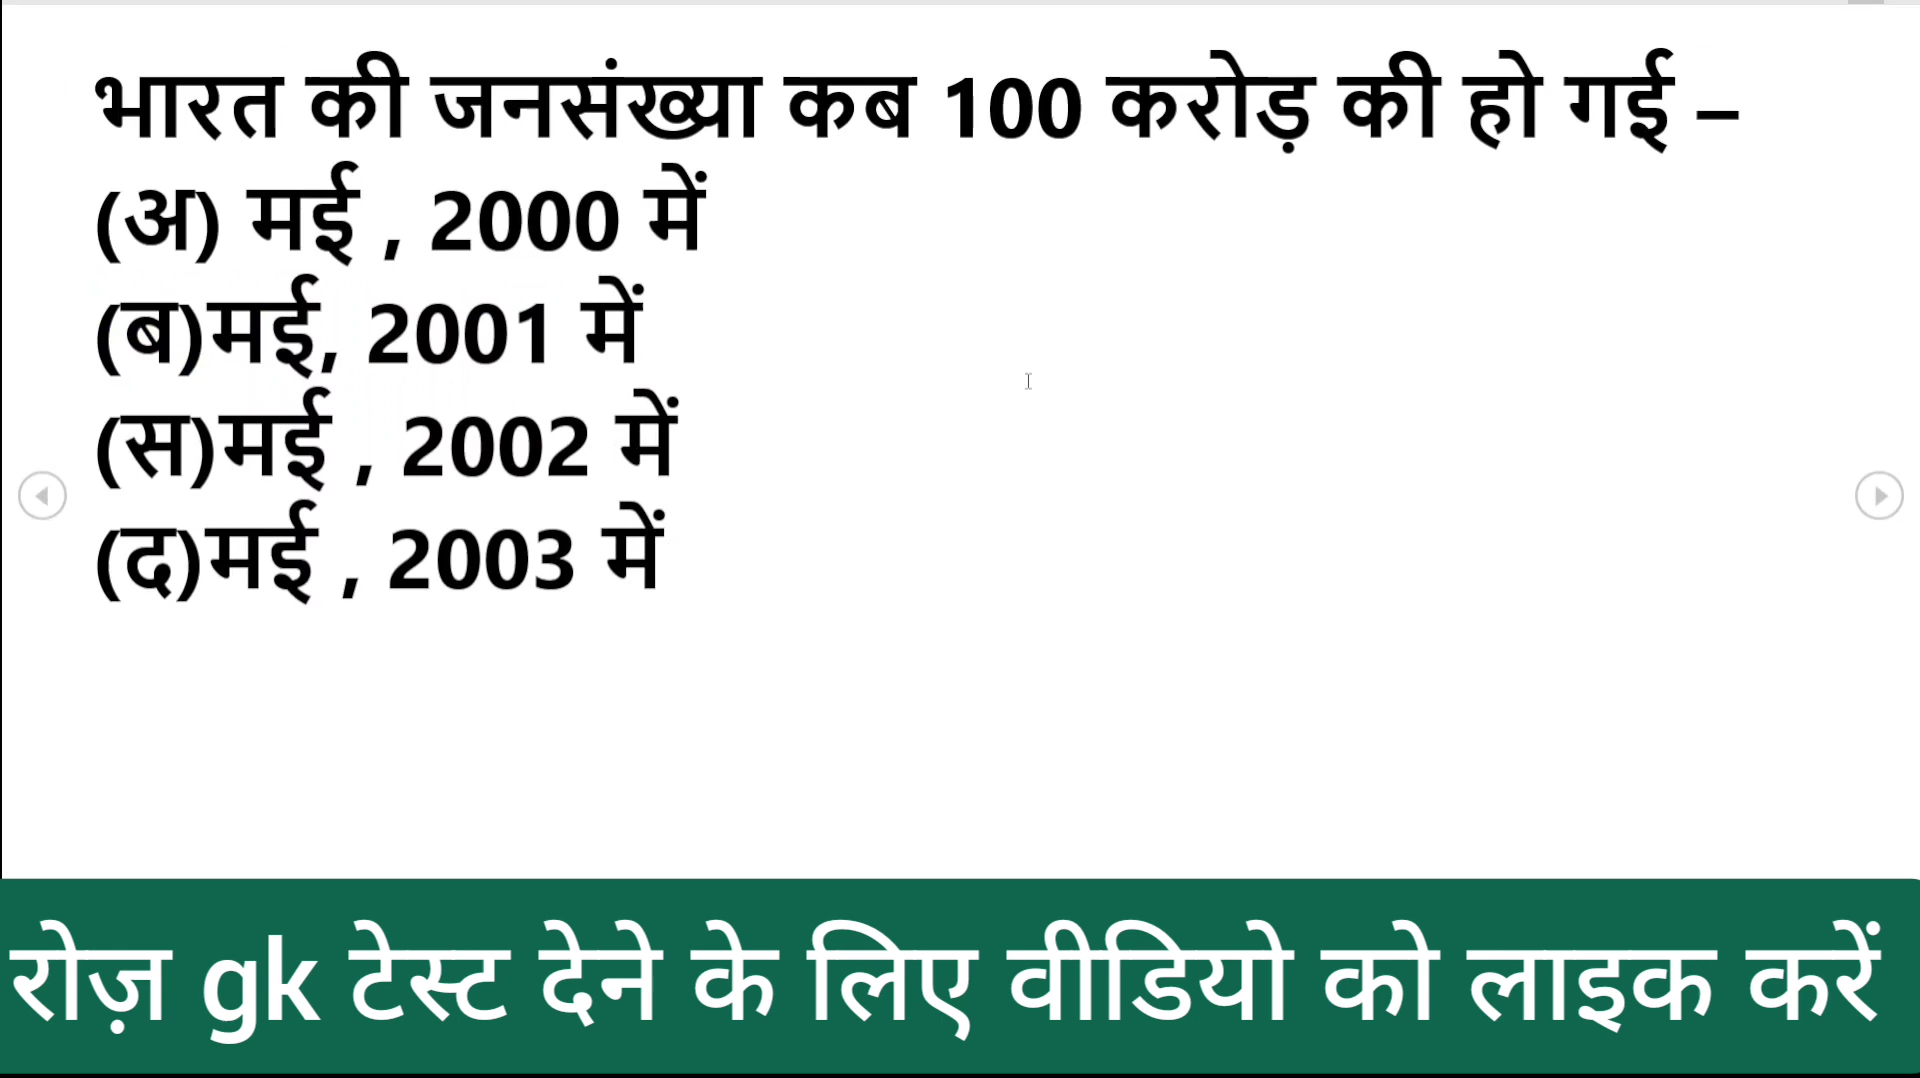 भारत की जनसंख्या कब 100 करोड़ की हो गई –
(अ) मई , 2000 में
(ब)मई, 2001 में
(स)मई , 2002 में
(द)मई , 2003 में
रोज़ gk टेस्ट देने के लिए वीडियो को लाइक करें